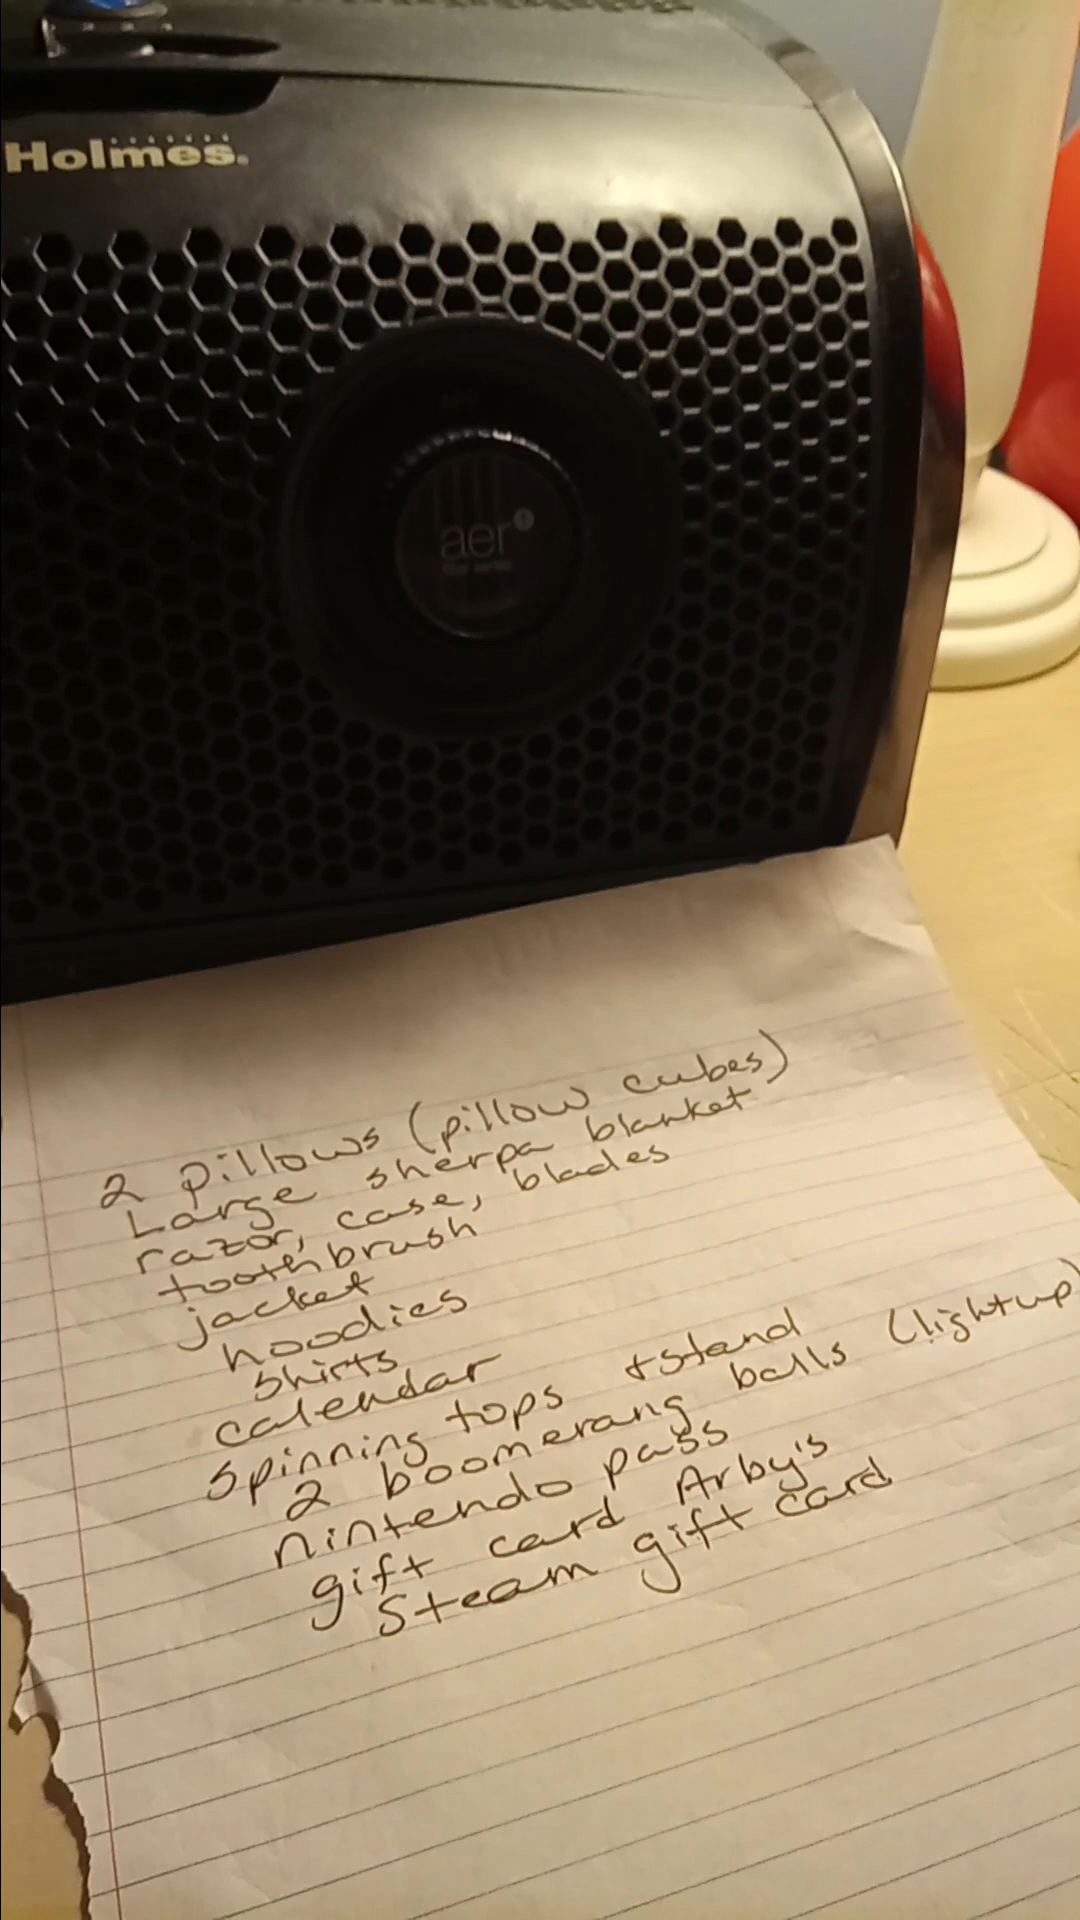 Holmes
aer1
2 pillows (pillow cubes)
Large sherpa blanket
razor, case, blades
toothbrush
jacket
hoodies
shirts
calendar
spinning tops + stand
2 boomerang balls (lightup)
nintendo pass
gift card Arby's
Steam gift card